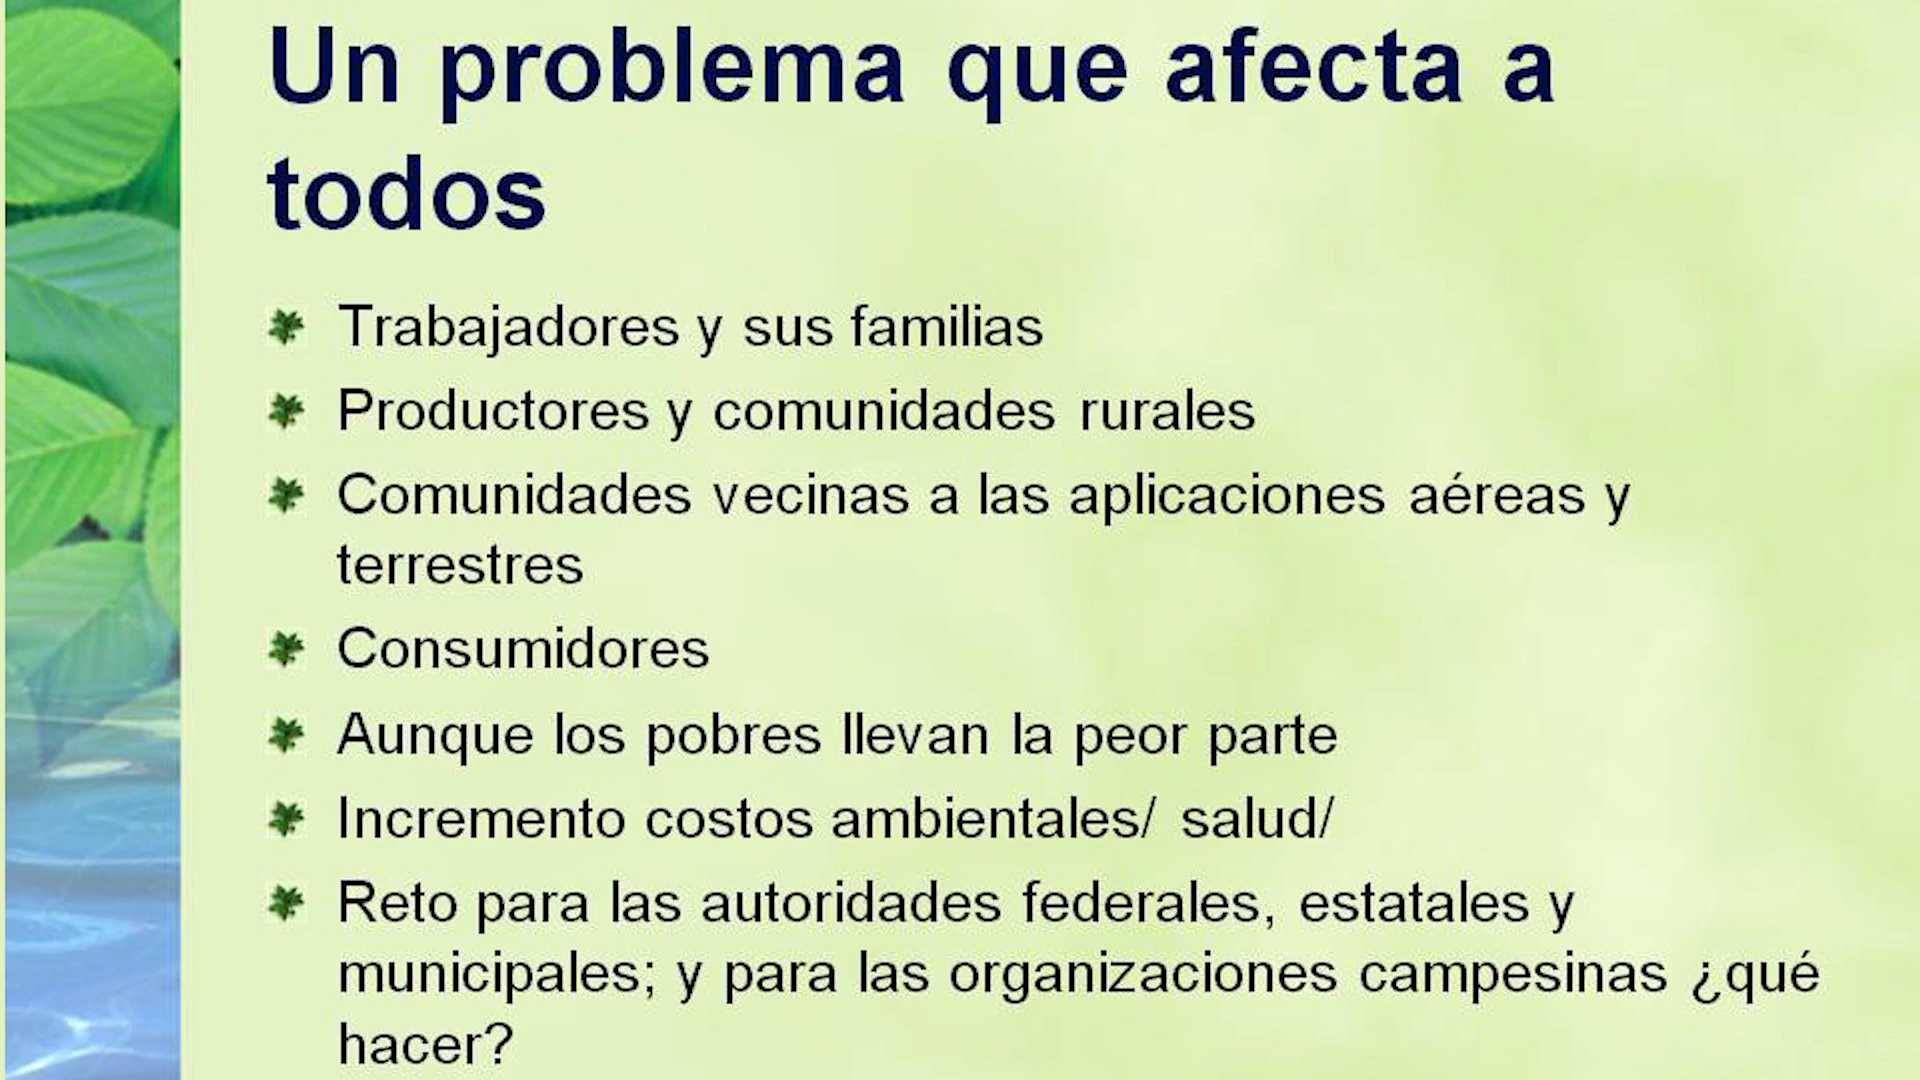 Un problema que afecta a
todos
Trabajadores y sus familias
Productores y comunidades rurales
Comunidades vecinas a las aplicaciones aéreas y
terrestres
Consumidores
Aunque los pobres llevan la peor parte
Incremento costos ambientales/ salud/
Reto para las autoridades federales, estatales y
municipales; y para las organizaciones campesinas ¿qué
hacer?